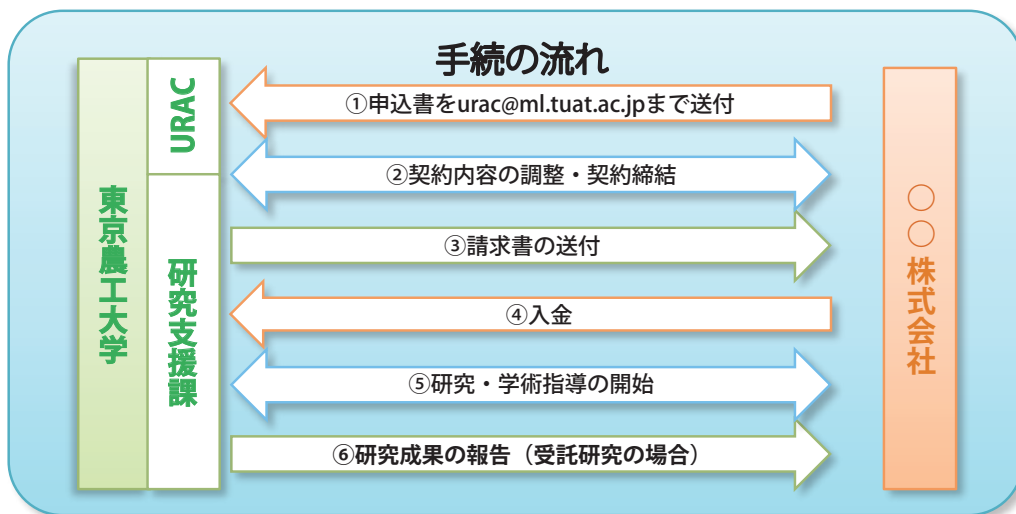 手続の流れ
東京農工大学
URAC
研究支援課
①申込書をurac@ml.tuat.ac.jpまで送付
②契約内容の調整・契約締結
③請求書の送付
④入金
⑤研究・学術指導の開始
⑥研究成果の報告（受託研究の場合）
○○株式会社